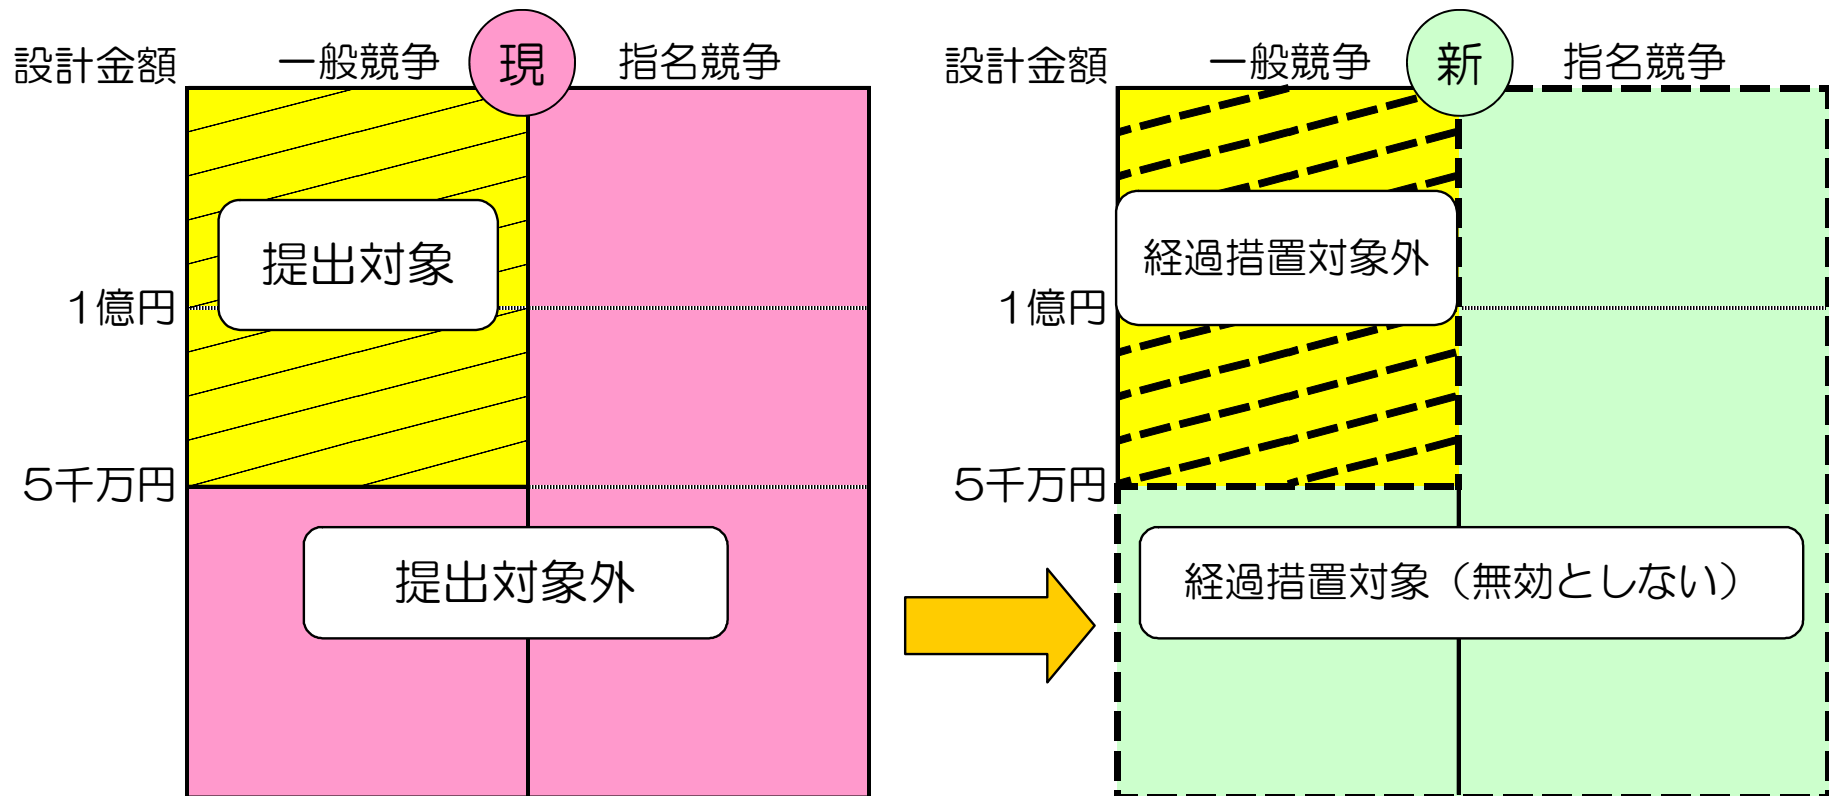 設計金額 一般競争 現 指名競争
提出対象
1億円
5千万円
提出対象外
設計金額 一般競争 新 指名競争
経過措置対象外
1億円
5千万円
経過措置対象（無効としない）